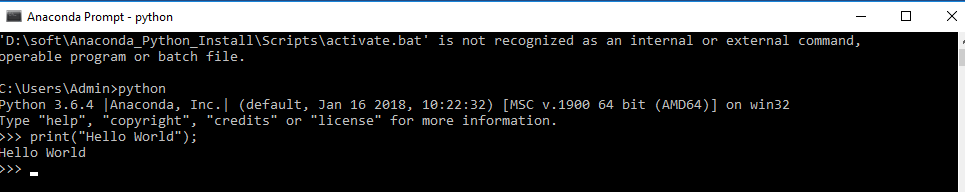 Anaconda Prompt - python
'D:\soft\Anaconda_Python_Install\Scripts\activate.bat' is not recognized as an internal or external command,
operable program or batch file.
C:\Users\Admin>python
Python 3.6.4 |Anaconda, Inc.| (default, Jan 16 2018, 10:22:32) [MSC v.1900 64 bit (AMD64)] on win32
Type "help", "copyright", "credits" or "license" for more information.
>>> print("Hello World");
Hello World
>>>